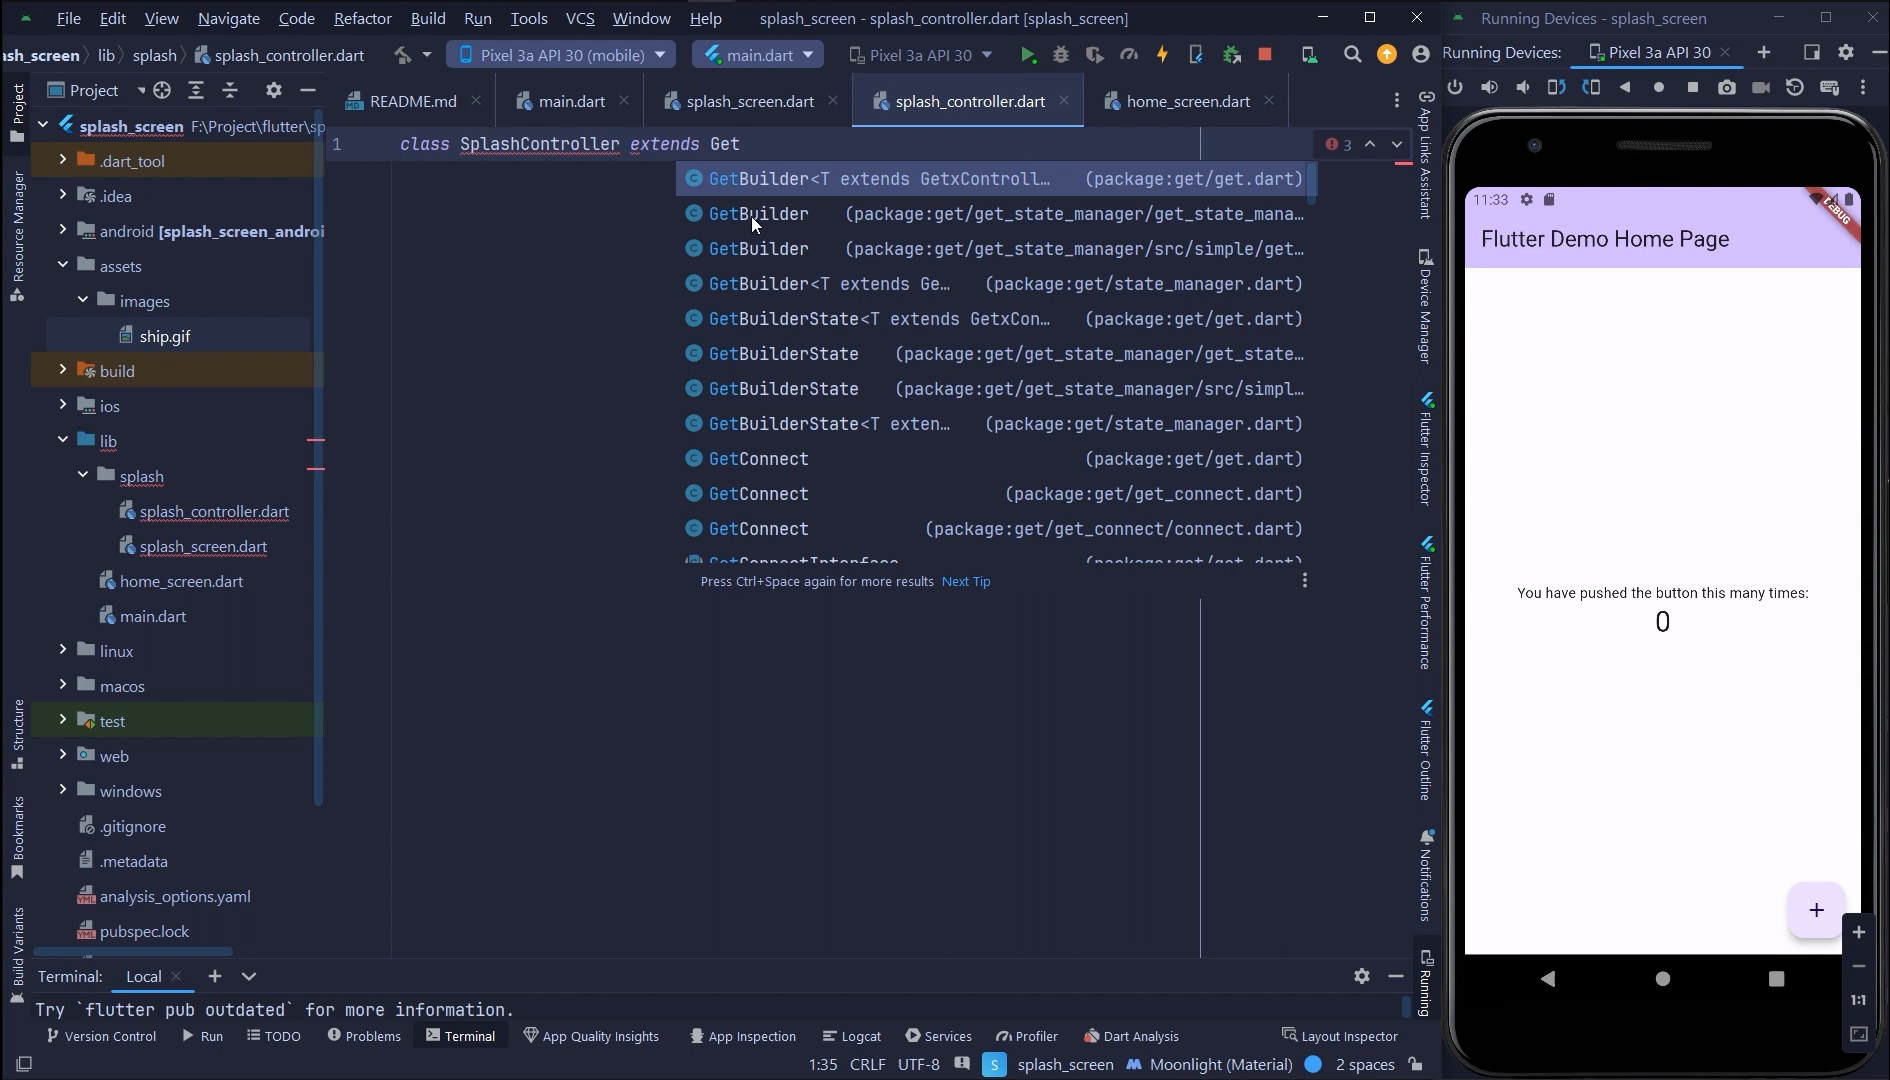 File Edit View Navigate Code Refactor Build Run Tools VCS Window Help splash_screen - splash_controller.dart [splash_screen]
Running Devices - splash_screen
ash_screen lib splash splash_controller.dart Pixel 3a API 30 (mobile) main.dart Pixel 3a API 30
Running Devices: Pixel 3a API 30
Project
README.md main.dart splash_screen.dart splash_controller.dart home_screen.dart
splash_screen F:\Project\flutter\sp
.dart_tool
.idea
android [splash_screen_androi
assets
images
ship.gif
build
ios
lib
splash
splash_controller.dart
splash_screen.dart
home_screen.dart
main.dart
linux
macos
test
web
windows
.gitignore
.metadata
analysis_options.yaml
pubspec.lock
Project
Resource Manager
Structure
Bookmarks
Build Variants
1 class SplashController extends Get
3
GetBuilder<T extends GetxControll… (package:get/get.dart)
GetBuilder (package:get/get_state_manager/get_state_mana…
GetBuilder (package:get/get_state_manager/src/simple/get…
GetBuilder<T extends Ge… (package:get/state_manager.dart)
GetBuilderState<T extends GetxCon… (package:get/get.dart)
GetBuilderState (package:get/get_state_manager/get_state…
GetBuilderState (package:get/get_state_manager/src/simpl…
GetBuilderState<T exten… (package:get/state_manager.dart)
GetConnect (package:get/get.dart)
GetConnect (package:get/get_connect.dart)
GetConnect (package:get/get_connect/connect.dart)
GetConnectInterface (package:get/get.dart)
Press Ctrl+Space again for more results Next Tip
App Links Assistant
Device Manager
Flutter Inspector
Flutter Performance
Flutter Outline
Notifications
Running
11:33
DEBUG
Flutter Demo Home Page
You have pushed the button this many times:
0
+
1:1
Terminal: Local
Try `flutter pub outdated` for more information.
Version Control Run TODO Problems Terminal App Quality Insights App Inspection Logcat Services Profiler Dart Analysis Layout Inspector
1:35 CRLF UTF-8 S splash_screen Moonlight (Material) 2 spaces